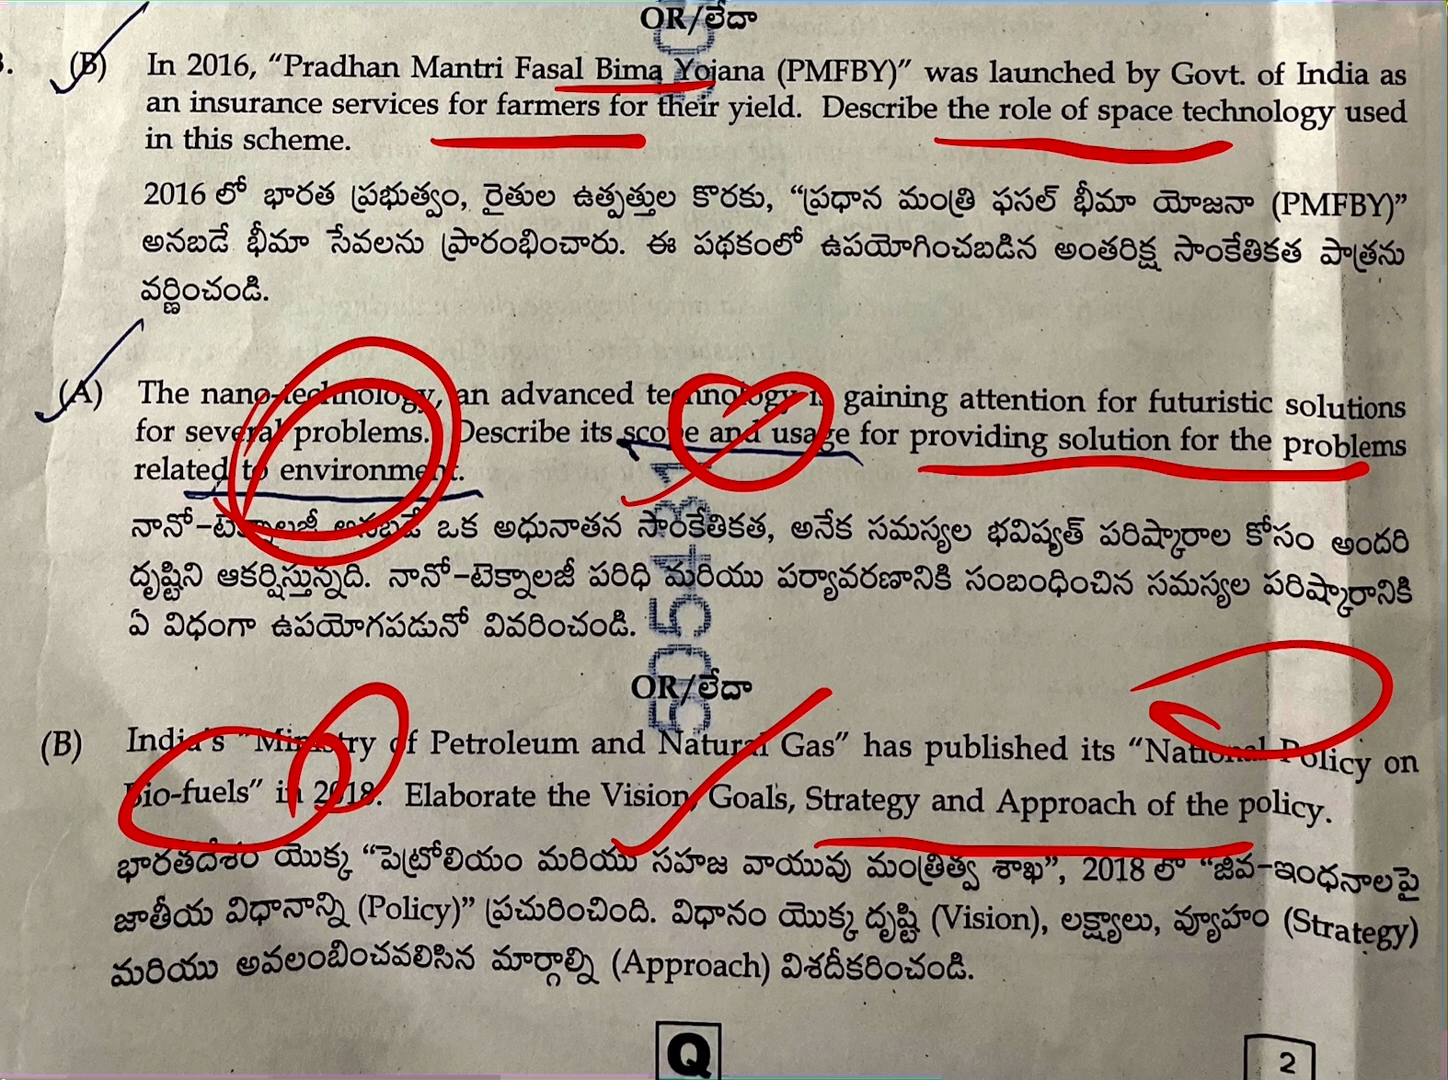 OR/లేదా
(B) In 2016, "Pradhan Mantri Fasal Bima Yojana (PMFBY)" was launched by Govt. of India as
an insurance services for farmers for their yield. Describe the role of space technology used
in this scheme.
2016 లో భారత ప్రభుత్వం, రైతుల ఉత్పత్తుల కొరకు, "ప్రధాన మంత్రి ఫసల్ భీమా యోజనా (PMFBY)"
అనబడే భీమా సేవలను ప్రారంభించారు. ఈ పథకంలో ఉపయోగించబడిన అంతరిక్ష సాంకేతికత పాత్రను
వర్ణించండి.
(A) The nano-technology, an advanced technology is gaining attention for futuristic solutions
for several problems. Describe its scope and usage for providing solution for the problems
related to environment.
నానో-టెక్నాలజీ అనబడే ఒక అధునాతన సాంకేతికత, అనేక సమస్యల భవిష్యత్ పరిష్కారాల కోసం అందరి
దృష్టిని ఆకర్షిస్తున్నది. నానో-టెక్నాలజీ పరిధి మరియు పర్యావరణానికి సంబంధించిన సమస్యల పరిష్కారానికి
ఏ విధంగా ఉపయోగపడునో వివరించండి.
OR/లేదా
(B) India's "Ministry of Petroleum and Natural Gas" has published its "National Policy on
Bio-fuels" in 2018. Elaborate the Vision, Goals, Strategy and Approach of the policy.
భారతదేశం యొక్క "పెట్రోలియం మరియు సహజ వాయువు మంత్రిత్వ శాఖ", 2018 లో "జీవ-ఇంధనాలపై
జాతీయ విధానాన్ని (Policy)" ప్రచురించింది. విధానం యొక్క దృష్టి (Vision), లక్ష్యాలు, వ్యూహం (Strategy)
మరియు అవలంబించవలిసిన మార్గాల్ని (Approach) విశదీకరించండి.
Q
2